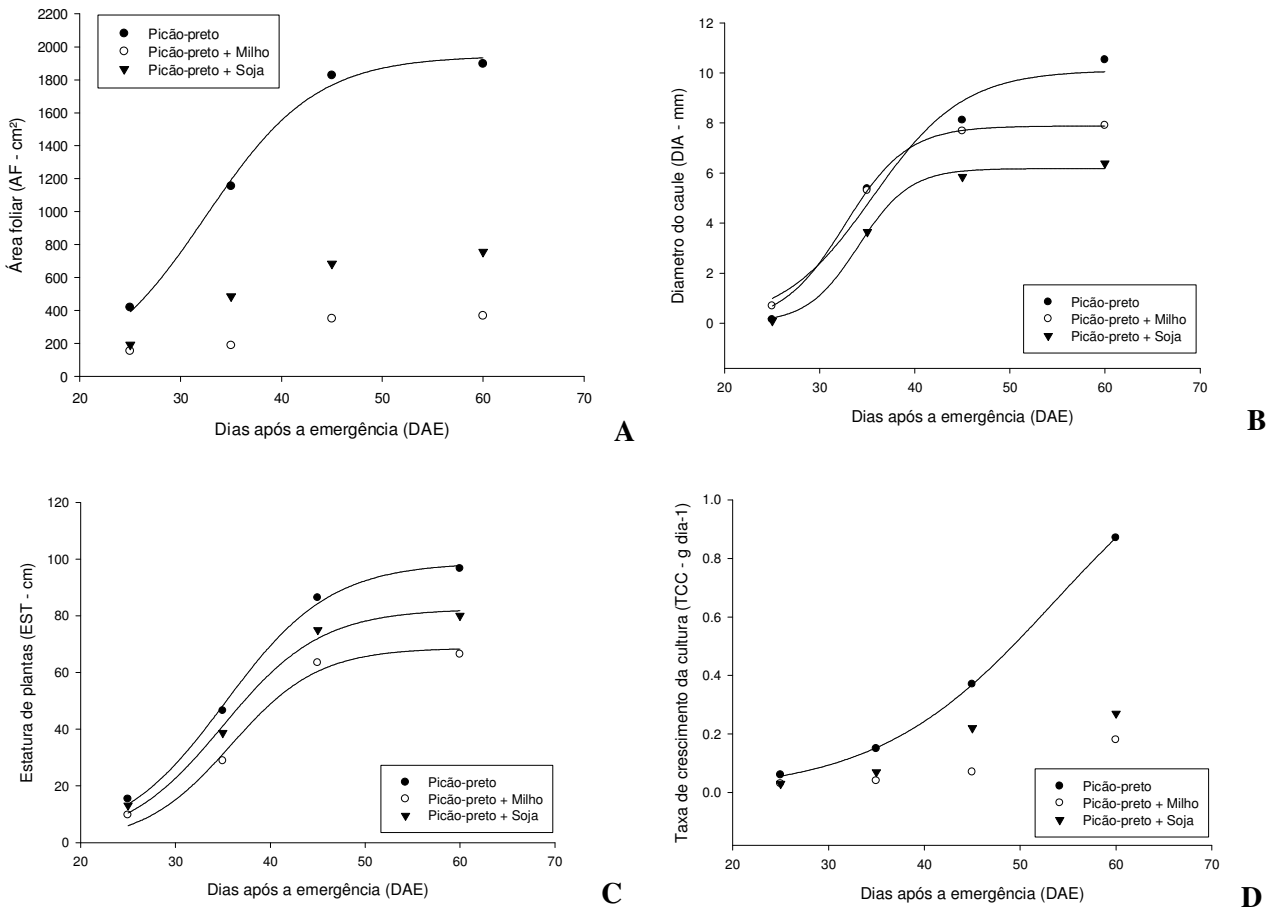 Picão-preto
Picão-preto + Milho
Picão-preto + Soja
2200
2000
1800
1600
1400
1200
1000
800
600
400
200
0
Área foliar (AF - cm²)
20 30 40 50 60 70
Dias após a emergência (DAE)
A
12
10
8
6
4
2
0
Diametro do caule (DIA - mm)
Picão-preto
Picão-preto + Milho
Picão-preto + Soja
20 30 40 50 60 70
Dias após a emergência (DAE)
B
120
100
80
60
40
20
0
Estatura de plantas (EST - cm)
Picão-preto
Picão-preto + Milho
Picão-preto + Soja
20 30 40 50 60 70
Dias após a emergência (DAE)
C
1.0
0.8
0.6
0.4
0.2
0.0
Taxa de crescimento da cultura (TCC - g dia-1)
Picão-preto
Picão-preto + Milho
Picão-preto + Soja
20 30 40 50 60 70
Dias após a emergência (DAE)
D